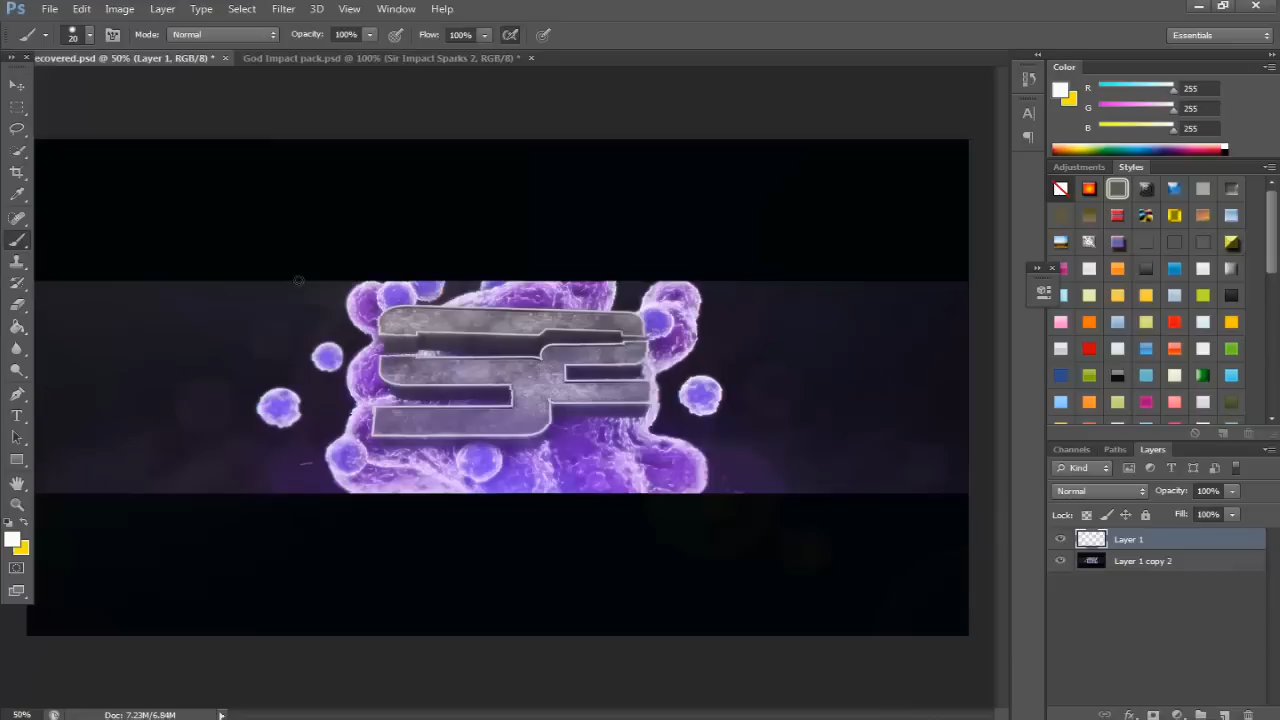 Ps File Edit Image Layer Type Select Filter 3D View Window Help
20 Mode: Normal Opacity: 100% Flow: 100% Essentials
ecovered.psd @ 50% (Layer 1, RGB/8) * × God Impact pack.psd @ 100% (Sir Impact Sparks 2, RGB/8) * ×
Color
R 255
G 255
B 255
Adjustments Styles
Channels Paths Layers
Kind
Normal Opacity: 100%
Lock: Fill: 100%
Layer 1
Layer 1 copy 2
50% Doc: 7.23M/6.84M